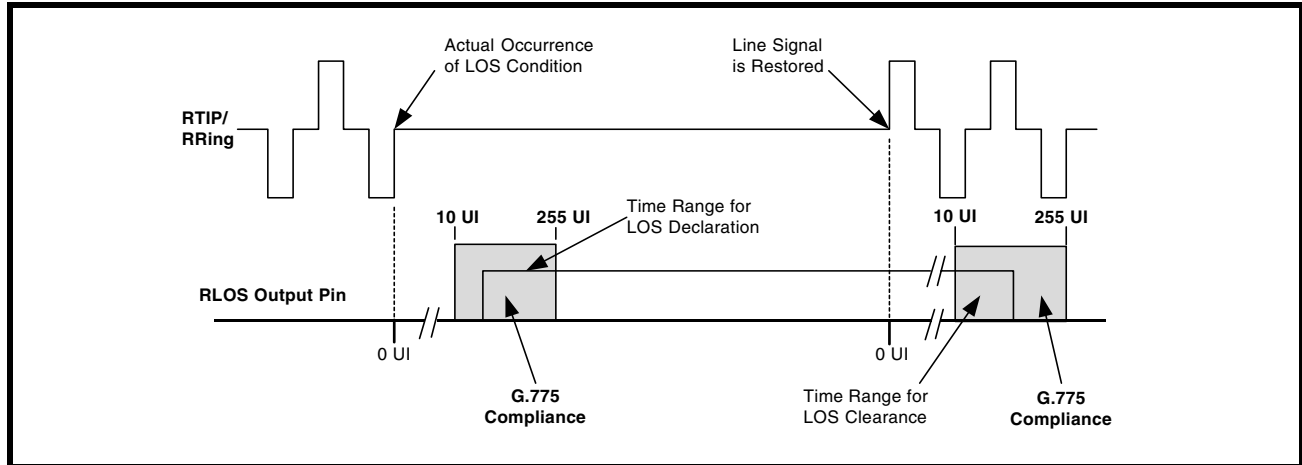 Actual Occurrence
of LOS Condition
Line Signal
is Restored
RTIP/
RRing
Time Range for
LOS Declaration
10 UI
255 UI
10 UI
255 UI
RLOS Output Pin
0 UI
0 UI
G.775
Compliance
Time Range for
LOS Clearance
G.775
Compliance